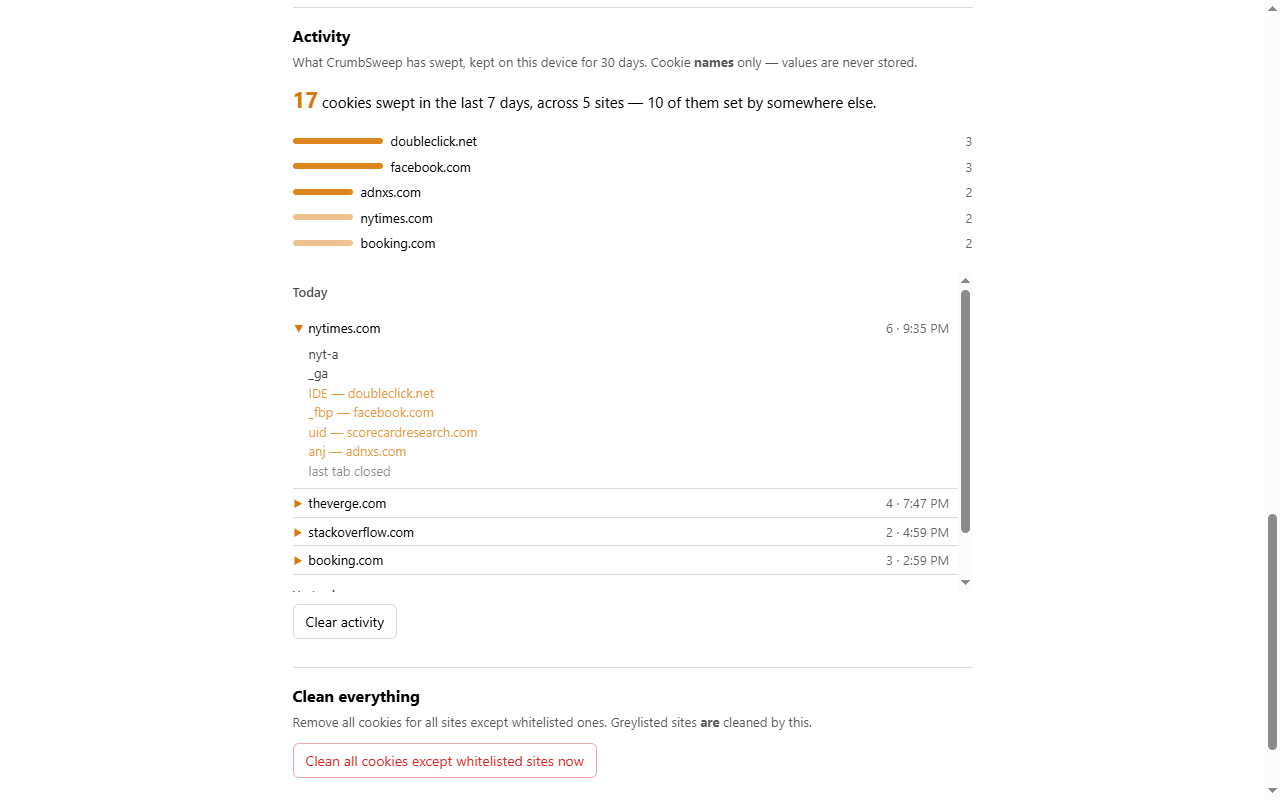 Activity
What CrumbSweep has swept, kept on this device for 30 days. Cookie names only — values are never stored.
17 cookies swept in the last 7 days, across 5 sites — 10 of them set by somewhere else.
doubleclick.net 3
facebook.com 3
adnxs.com 2
nytimes.com 2
booking.com 2
Today
nytimes.com 6 · 9:35 PM
nyt-a
_ga
IDE — doubleclick.net
_fbp — facebook.com
uid — scorecardresearch.com
anj — adnxs.com
last tab closed
theverge.com 4 · 7:47 PM
stackoverflow.com 2 · 4:59 PM
booking.com 3 · 2:59 PM
Clear activity
Clean everything
Remove all cookies for all sites except whitelisted ones. Greylisted sites are cleaned by this.
Clean all cookies except whitelisted sites now